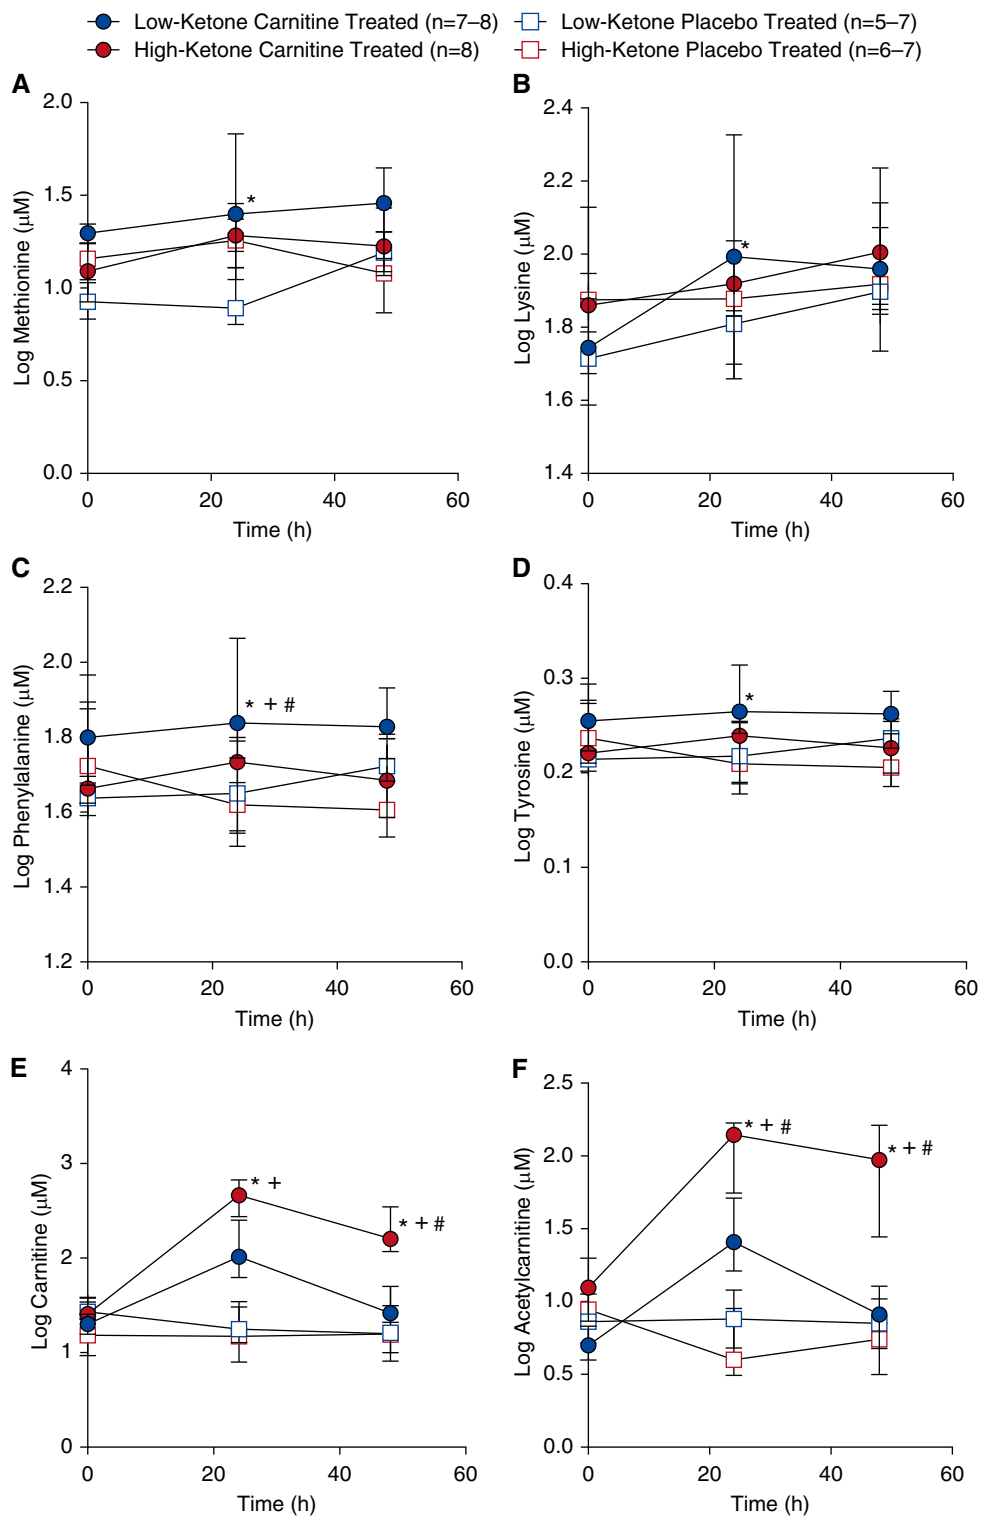 Low-Ketone Carnitine Treated (n=7–8) Low-Ketone Placebo Treated (n=5–7)
High-Ketone Carnitine Treated (n=8) High-Ketone Placebo Treated (n=6–7)
A
Log Methionine (µM)
2.0
1.5
1.0
0.5
0.0
*
0 20 40 60
Time (h)
B
Log Lysine (µM)
2.4
2.2
2.0
1.8
1.6
1.4
*
0 20 40 60
Time (h)
C
Log Phenylalanine (µM)
2.2
2.0
1.8
1.6
1.4
1.2
* + #
0 20 40 60
Time (h)
D
Log Tyrosine (µM)
0.4
0.3
0.2
0.1
0.0
*
0 20 40 60
Time (h)
E
Log Carnitine (µM)
4
3
2
1
0
* +
* + #
0 20 40 60
Time (h)
F
Log Acetylcarnitine (µM)
2.5
2.0
1.5
1.0
0.5
0.0
* + #
* + #
0 20 40 60
Time (h)